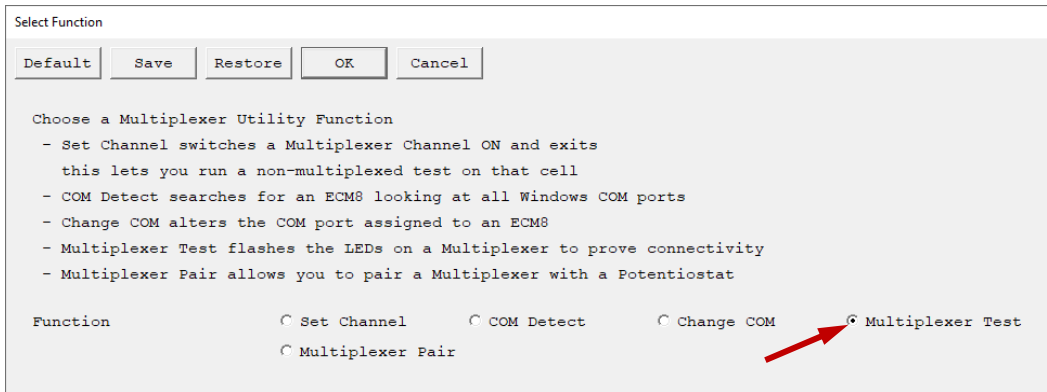 Select Function
Default Save Restore OK Cancel
Choose a Multiplexer Utility Function
- Set Channel switches a Multiplexer Channel ON and exits
this lets you run a non-multiplexed test on that cell
- COM Detect searches for an ECM8 looking at all Windows COM ports
- Change COM alters the COM port assigned to an ECM8
- Multiplexer Test flashes the LEDs on a Multiplexer to prove connectivity
- Multiplexer Pair allows you to pair a Multiplexer with a Potentiostat
Function Set Channel COM Detect Change COM Multiplexer Test
Multiplexer Pair